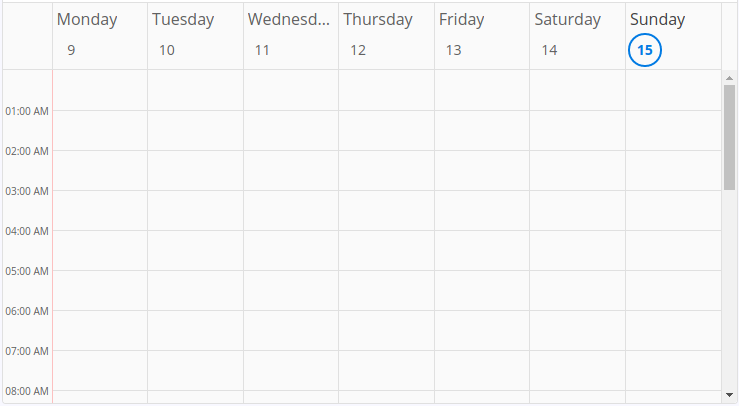 Monday Tuesday Wednesd... Thursday Friday Saturday Sunday
9 10 11 12 13 14 15
01:00 AM
02:00 AM
03:00 AM
04:00 AM
05:00 AM
06:00 AM
07:00 AM
08:00 AM